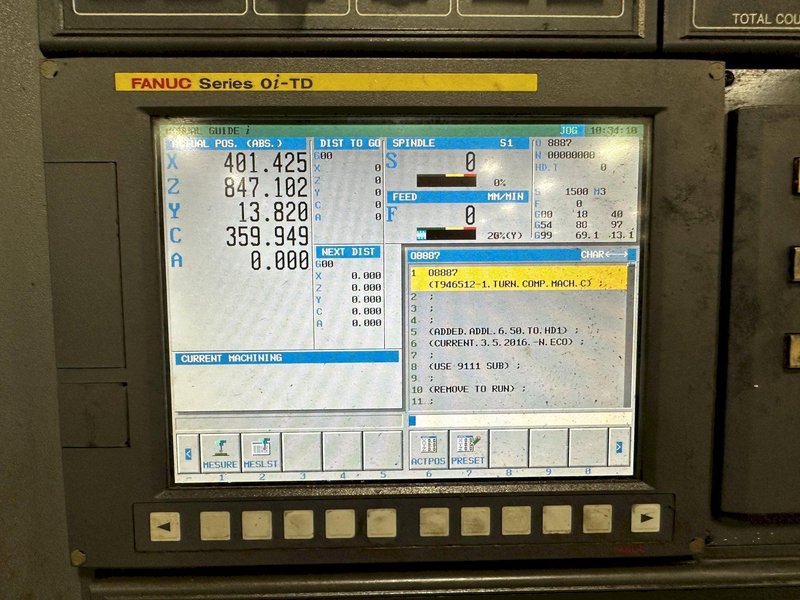 TOTAL COU
FANUC Series 0i-TD
MANUAL GUIDE i JOG 10:34:10
ACTUAL POS. (ABS.) DIST TO GO SPINDLE S1
X 401.425
Z 847.102
Y 13.820
C 359.949
A 0.000
G00
X 0
Z 0
Y 0
C 0
A 0
S 0
0%
FEED MM/MIN
F 0
20%(Y)
O 8887
N 00000000
HD.T 0
S 1500 M3
F 0
G00 18 40
G54 80 97
G99 69.1 13.1
NEXT DIST
G00
X 0.000
Z 0.000
Y 0.000
C 0.000
A 0.000
O8887 CHAR
1 O8887
(T946512-1.TURN.COMP.MACH.C) ;
2 ;
3 ;
4 ;
5 (ADDED.ADDL.6.50.TO.HD1) ;
6 (CURRENT.3.5.2016.-N.ECO) ;
7 ;
8 (USE 9111 SUB) ;
9 ;
10 (REMOVE TO RUN) ;
11 ;
CURRENT MACHINING
MESURE MESLST ACTPOS PRESET
1 2 3 4 5 6 7 8 9 0